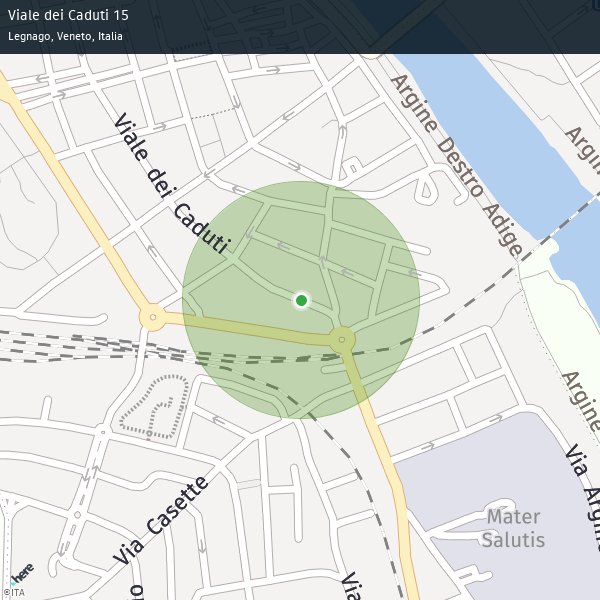 Viale dei Caduti 15
Legnago, Veneto, Italia
Argine Destro Adige
Viale dei Caduti
Argin
Argine
Via Argin
Via Casette
Mater
Salutis
here
Via
© ITA